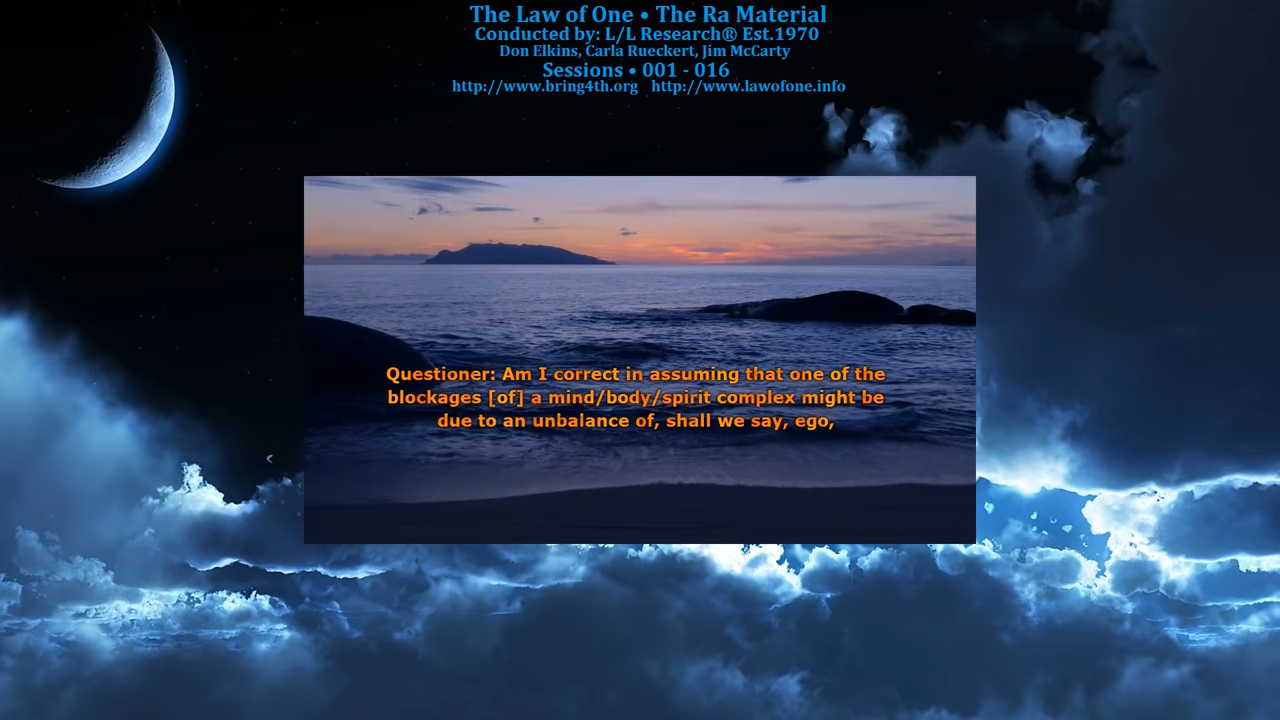 The Law of One • The Ra Material
Conducted by: L/L Research® Est.1970
Don Elkins, Carla Rueckert, Jim McCarty
Sessions • 001 - 016
http://www.bring4th.org http://www.lawofone.info
Questioner: Am I correct in assuming that one of the
blockages [of] a mind/body/spirit complex might be
due to an unbalance of, shall we say, ego,